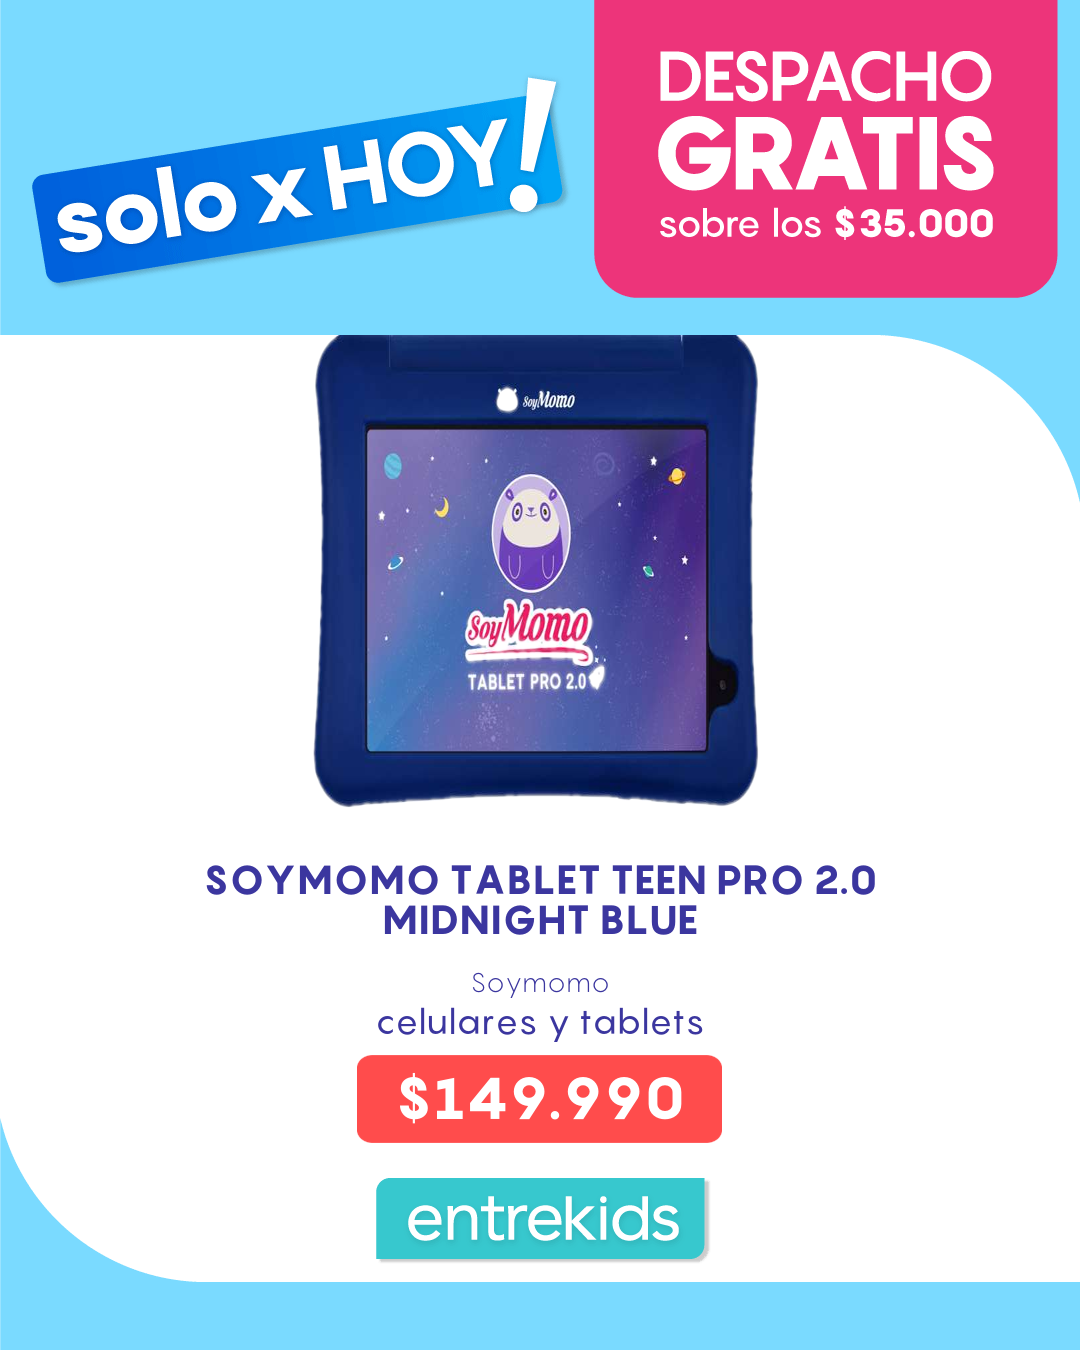 solo x HOY!
DESPACHO
GRATIS
sobre los $35.000
SoyMomo
SoyMomo
TABLET PRO 2.0
SOYMOMO TABLET TEEN PRO 2.0
MIDNIGHT BLUE
Soymomo
celulares y tablets
$149.990
entrekids